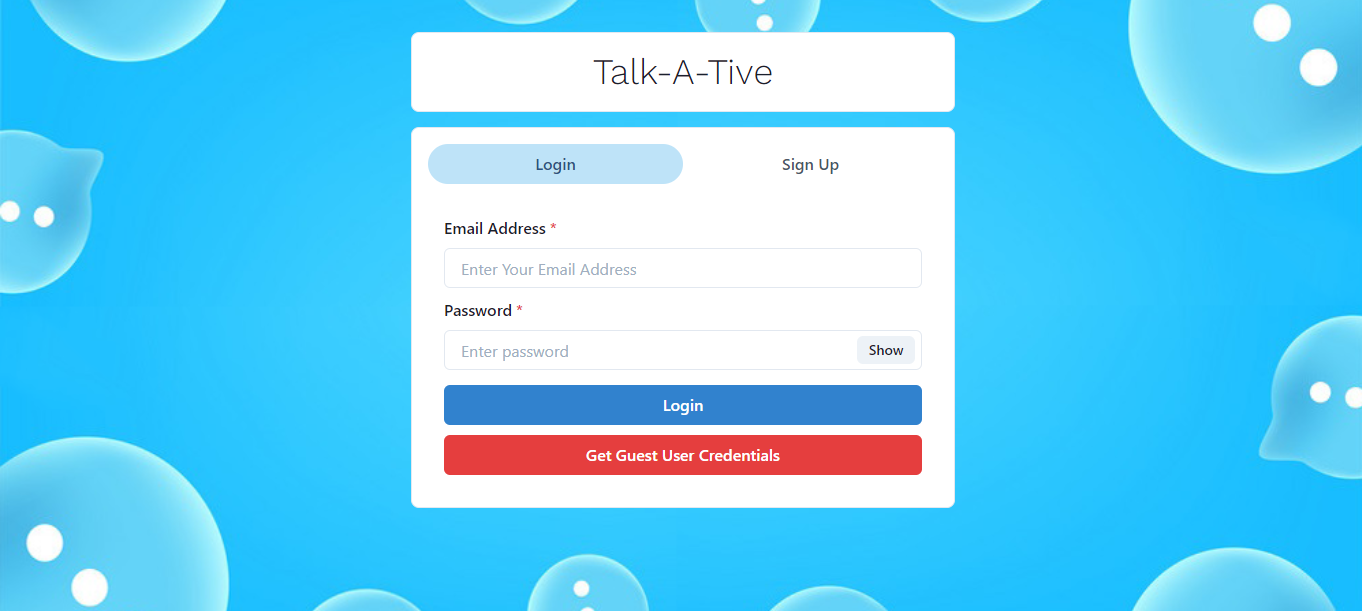 Talk-A-Tive
Login
Sign Up
Email Address *
Enter Your Email Address
Password *
Enter password
Show
Login
Get Guest User Credentials